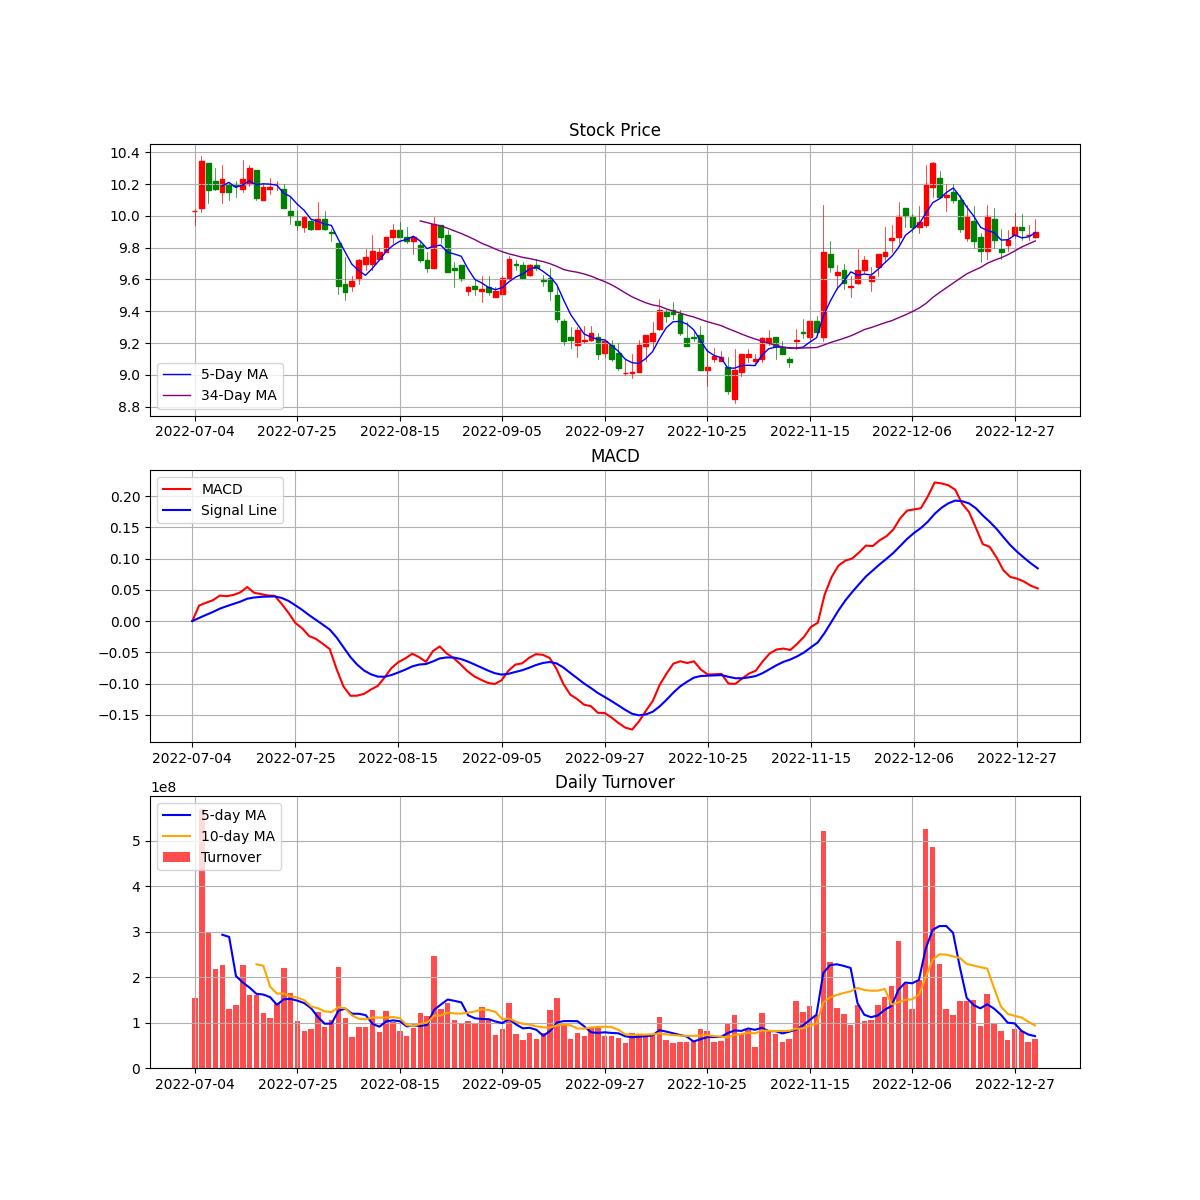 Stock Price
10.4
10.2
10.0
9.8
9.6
9.4
9.2
9.0
8.8
5-Day MA
34-Day MA
2022-07-04 2022-07-25 2022-08-15 2022-09-05 2022-09-27 2022-10-25 2022-11-15 2022-12-06 2022-12-27
MACD
MACD
Signal Line
0.20
0.15
0.10
0.05
0.00
−0.05
−0.10
−0.15
2022-07-04 2022-07-25 2022-08-15 2022-09-05 2022-09-27 2022-10-25 2022-11-15 2022-12-06 2022-12-27
Daily Turnover
1e8
5-day MA
10-day MA
Turnover
5
4
3
2
1
0
2022-07-04 2022-07-25 2022-08-15 2022-09-05 2022-09-27 2022-10-25 2022-11-15 2022-12-06 2022-12-27